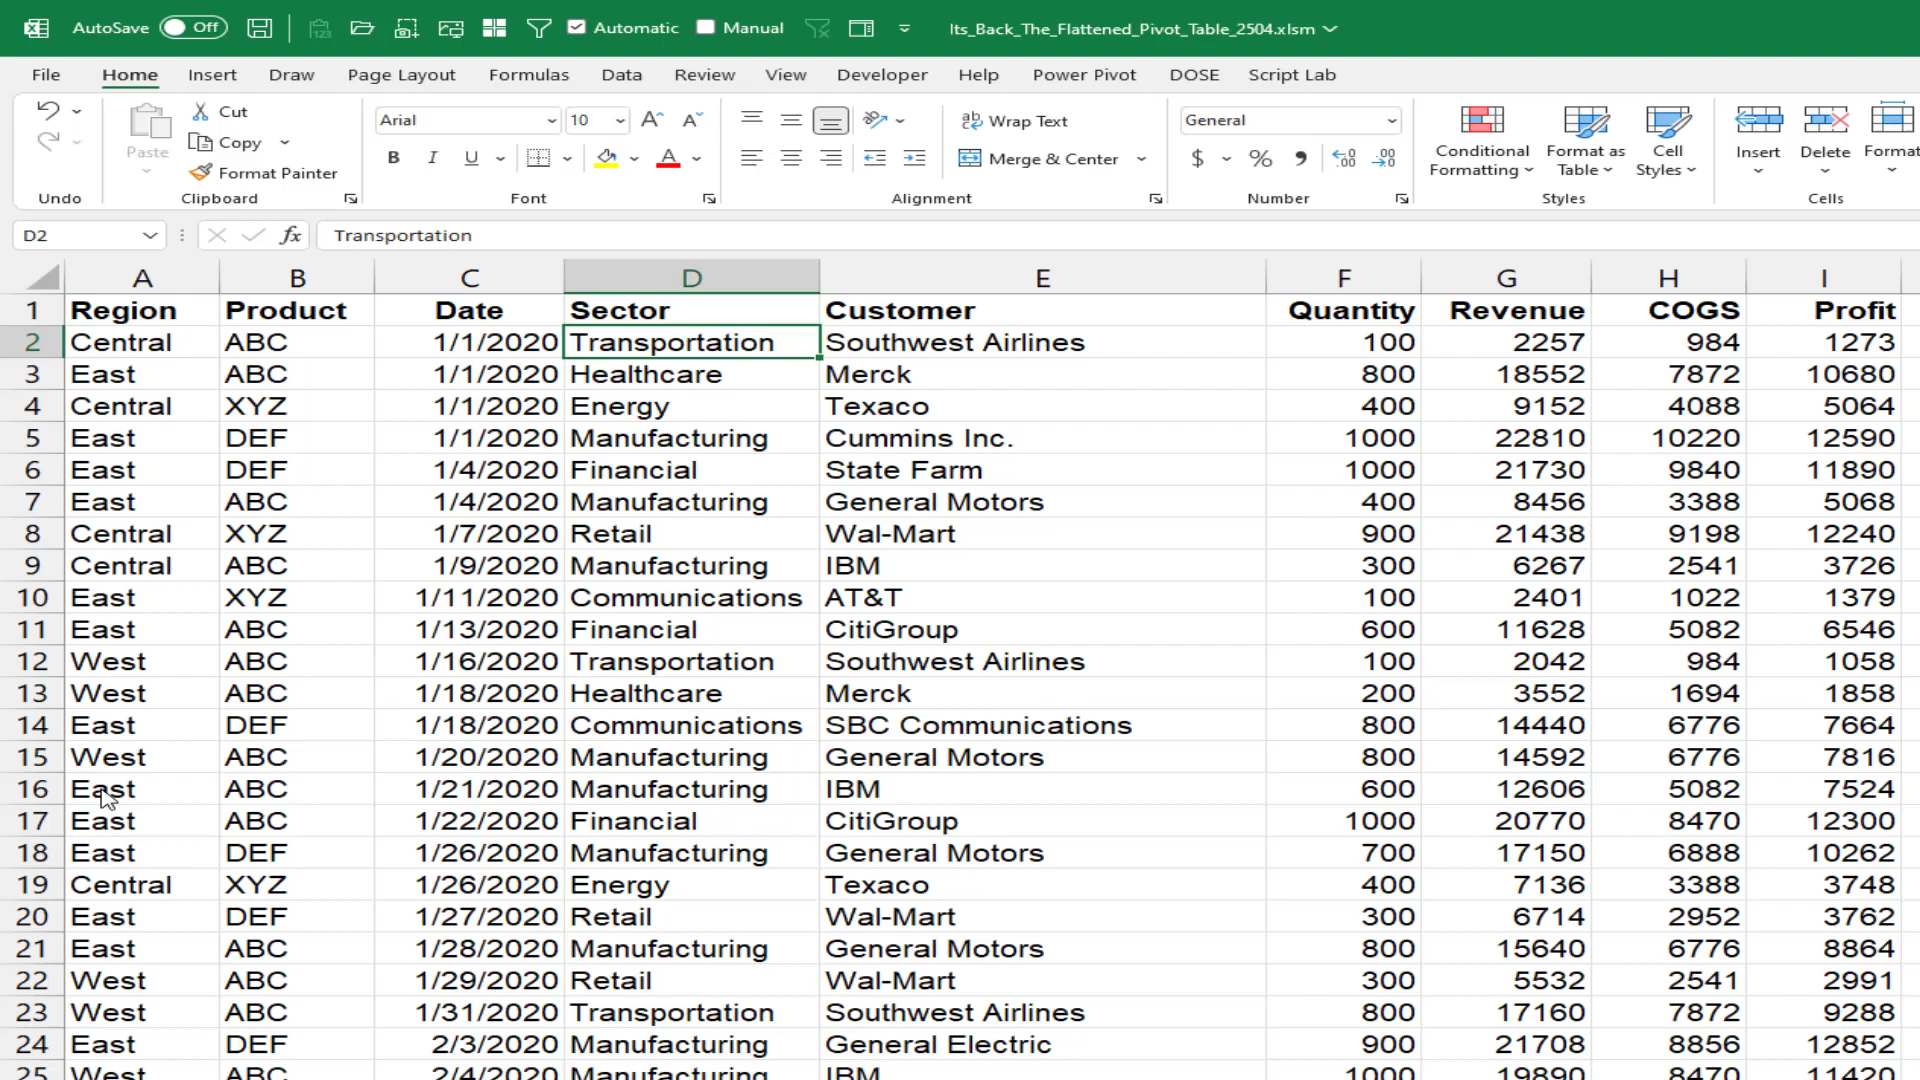 AutoSave Off Automatic Manual Its_Back_The_Flattened_Pivot_Table_2504.xlsm
File Home Insert Draw Page Layout Formulas Data Review View Developer Help Power Pivot DOSE Script Lab
Paste Cut Copy Format Painter
Arial 10 B I U
Wrap Text Merge & Center
General $ % 9
Conditional Formatting Format as Table Cell Styles
Insert Delete Format
Undo Clipboard Font Alignment Number Styles Cells
D2 fx Transportation
A B C D E F G H I
1 Region Product Date Sector Customer Quantity Revenue COGS Profit
2 Central ABC 1/1/2020 Transportation Southwest Airlines 100 2257 984 1273
3 East ABC 1/1/2020 Healthcare Merck 800 18552 7872 10680
4 Central XYZ 1/1/2020 Energy Texaco 400 9152 4088 5064
5 East DEF 1/1/2020 Manufacturing Cummins Inc. 1000 22810 10220 12590
6 East DEF 1/4/2020 Financial State Farm 1000 21730 9840 11890
7 East ABC 1/4/2020 Manufacturing General Motors 400 8456 3388 5068
8 Central XYZ 1/7/2020 Retail Wal-Mart 900 21438 9198 12240
9 Central ABC 1/9/2020 Manufacturing IBM 300 6267 2541 3726
10 East XYZ 1/11/2020 Communications AT&T 100 2401 1022 1379
11 East ABC 1/13/2020 Financial CitiGroup 600 11628 5082 6546
12 West ABC 1/16/2020 Transportation Southwest Airlines 100 2042 984 1058
13 West ABC 1/18/2020 Healthcare Merck 200 3552 1694 1858
14 East DEF 1/18/2020 Communications SBC Communications 800 14440 6776 7664
15 West ABC 1/20/2020 Manufacturing General Motors 800 14592 6776 7816
16 East ABC 1/21/2020 Manufacturing IBM 600 12606 5082 7524
17 East ABC 1/22/2020 Financial CitiGroup 1000 20770 8470 12300
18 East DEF 1/26/2020 Manufacturing General Motors 700 17150 6888 10262
19 Central XYZ 1/26/2020 Energy Texaco 400 7136 3388 3748
20 East DEF 1/27/2020 Retail Wal-Mart 300 6714 2952 3762
21 East ABC 1/28/2020 Manufacturing General Motors 800 15640 6776 8864
22 West ABC 1/29/2020 Retail Wal-Mart 300 5532 2541 2991
23 West ABC 1/31/2020 Transportation Southwest Airlines 800 17160 7872 9288
24 East DEF 2/3/2020 Manufacturing General Electric 900 21708 8856 12852
25 West ABC 2/4/2020 Manufacturing IBM 1000 19890 8470 11420